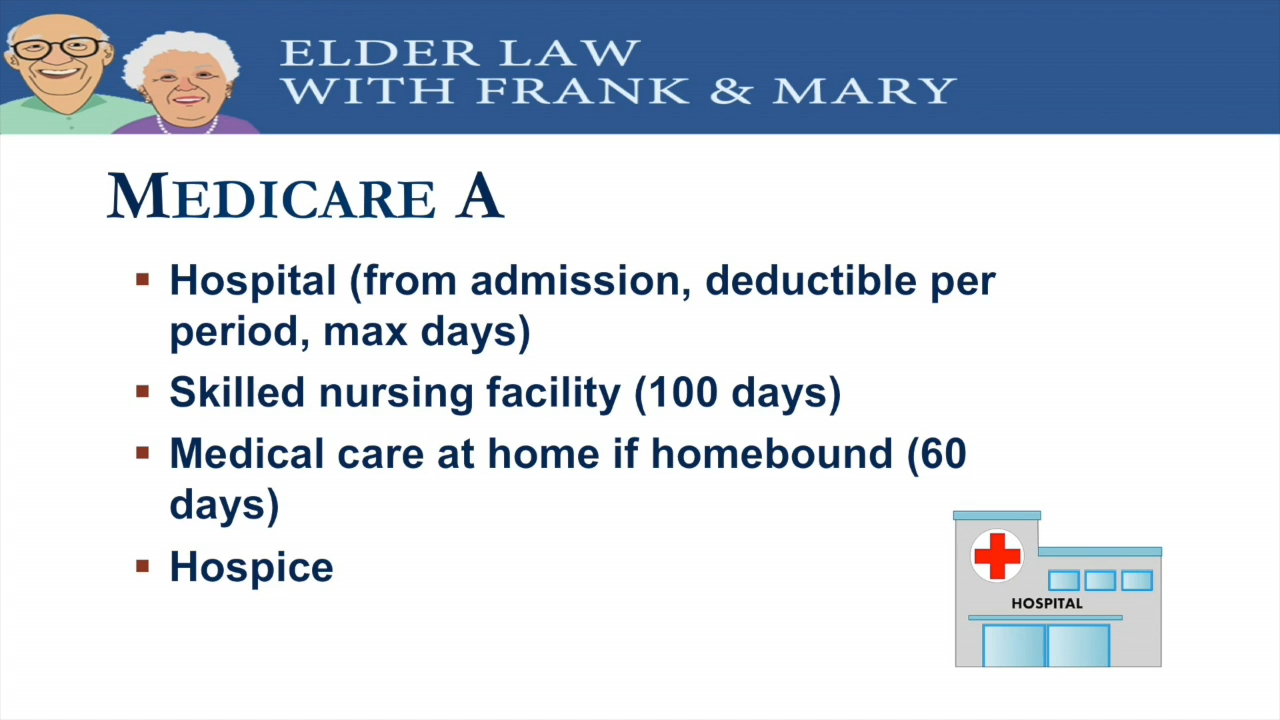 ELDER LAW
WITH FRANK & MARY
MEDICARE A
Hospital (from admission, deductible per
period, max days)
Skilled nursing facility (100 days)
Medical care at home if homebound (60
days)
Hospice
HOSPITAL